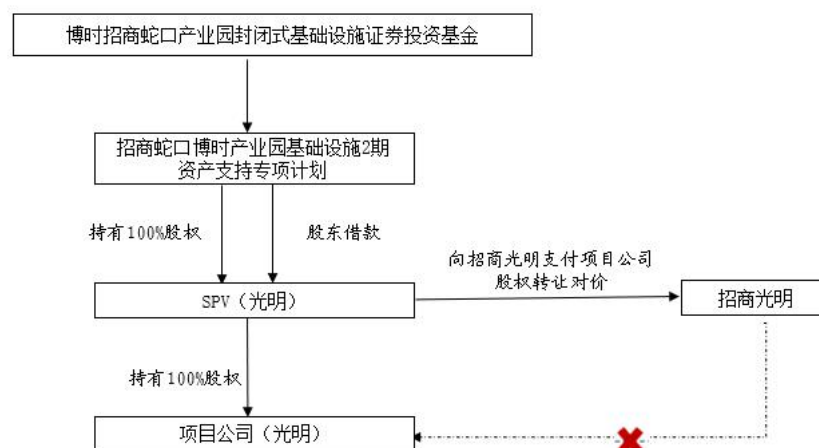 博时招商蛇口产业园封闭式基础设施证券投资基金
招商蛇口博时产业园基础设施2期
资产支持专项计划
持有100%股权
股东借款
向招商光明支付项目公司
股权转让对价
SPV（光明）
招商光明
持有100%股权
项目公司（光明）